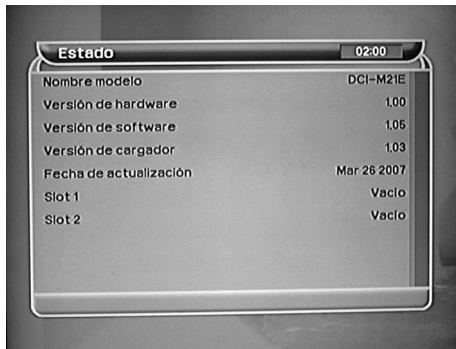 Estado 02:00
Nombre modelo DCI-M21E
Versión de hardware 1.00
Versión de software 1.05
Versión de cargador 1.03
Fecha de actualización Mar 26 2007
Slot 1 Vacío
Slot 2 Vacío